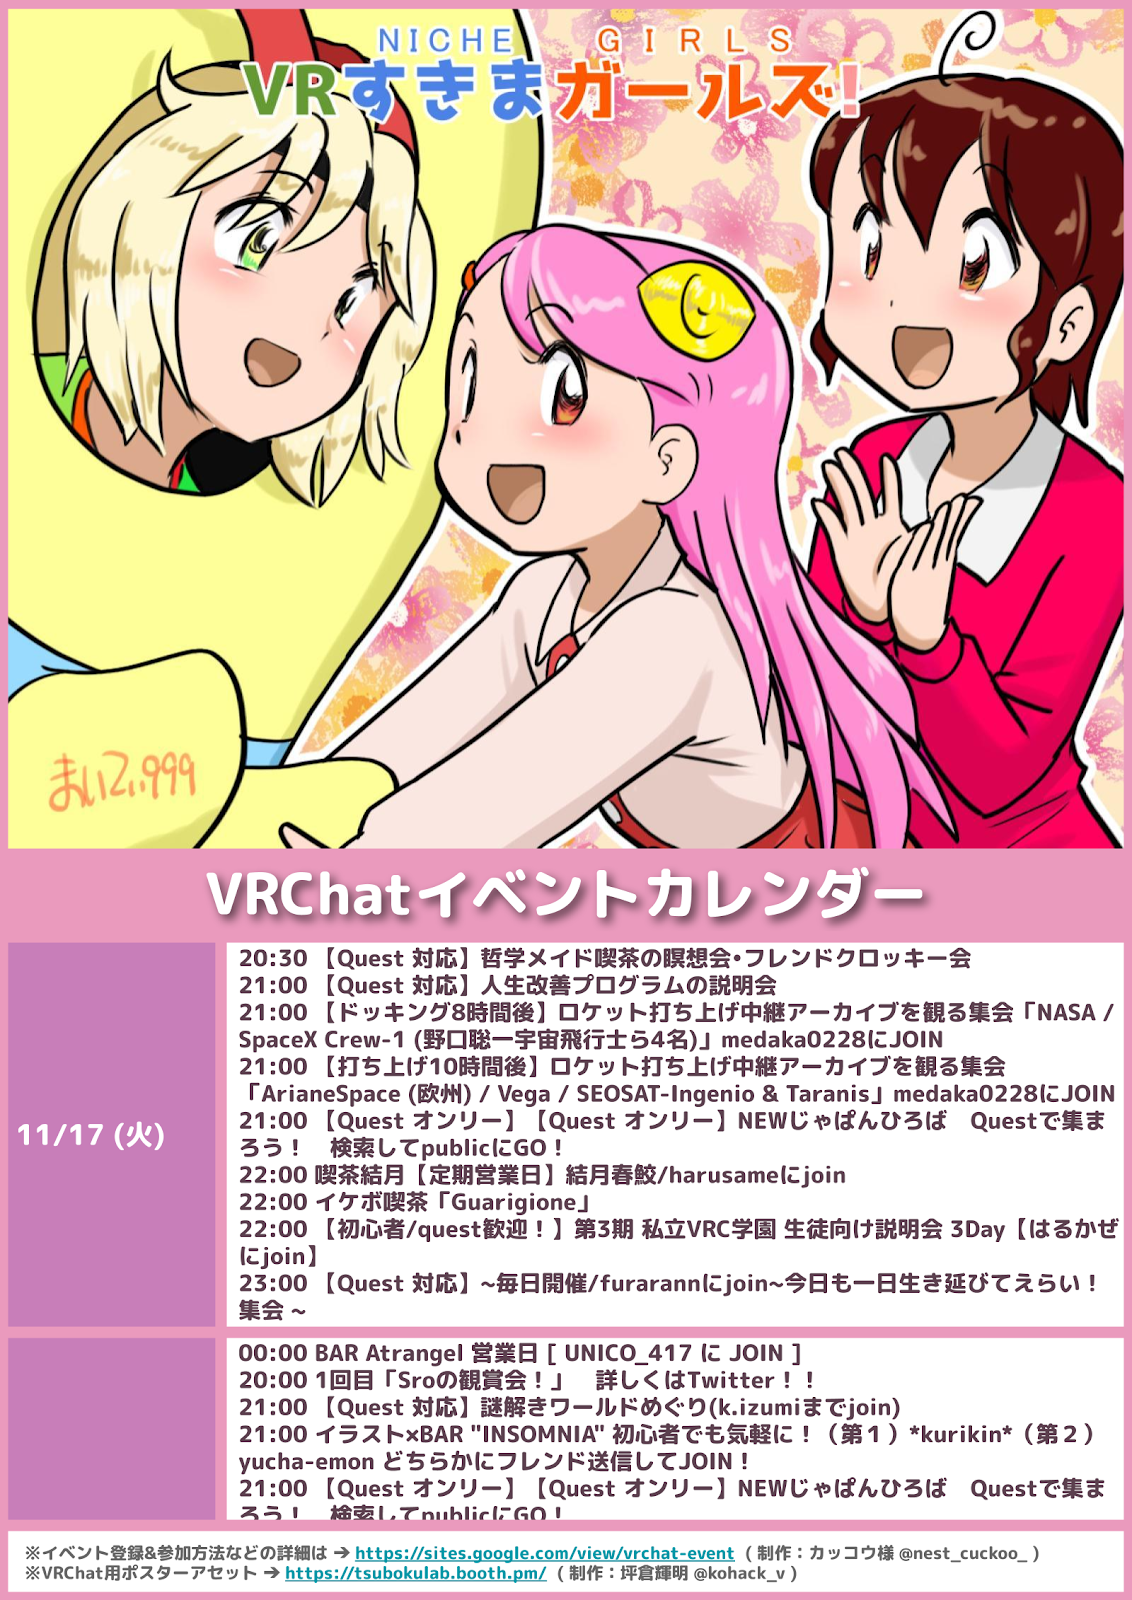 NICHE GIRLS
VRすきまガールズ!
まいてぃ999
VRChatイベントカレンダー
11/17 (火)
20:30 【Quest 対応】哲学メイド喫茶の瞑想会・フレンドクロッキー会
21:00 【Quest 対応】人生改善プログラムの説明会
21:00 【ドッキング8時間後】ロケット打ち上げ中継アーカイブを観る集会「NASA /
SpaceX Crew-1 (野口聡一宇宙飛行士ら4名)」medaka0228にJOIN
21:00 【打ち上げ10時間後】ロケット打ち上げ中継アーカイブを観る集会
「ArianeSpace (欧州) / Vega / SEOSAT-Ingenio & Taranis」medaka0228にJOIN
21:00 【Quest オンリー】【Quest オンリー】NEWじゃぱんひろば　Questで集ま
ろう！　検索してpublicにGO！
22:00 喫茶結月【定期営業日】結月春鮫/harusameにjoin
22:00 イケボ喫茶「Guarigione」
22:00 【初心者/quest歓迎！】第3期 私立VRC学園 生徒向け説明会 3Day【はるかぜ
にjoin】
23:00 【Quest 対応】~毎日開催/furarannにjoin~今日も一日生き延びてえらい！
集会 ~
00:00 BAR Atrangel 営業日 [ UNICO_417 に JOIN ]
20:00 1回目「Sroの観賞会！」　詳しくはTwitter！！
21:00 【Quest 対応】謎解きワールドめぐり(k.izumiまでjoin)
21:00 イラスト×BAR "INSOMNIA" 初心者でも気軽に！（第１）*kurikin*（第２）
yucha-emon どちらかにフレンド送信してJOIN！
21:00 【Quest オンリー】【Quest オンリー】NEWじゃぱんひろば　Questで集ま
ろう！　検索してpublicにGO！
※イベント登録&参加方法などの詳細は → https://sites.google.com/view/vrchat-event ( 制作：カッコウ様 @nest_cuckoo_ )
※VRChat用ポスターアセット → https://tsubokulab.booth.pm/ ( 制作：坪倉輝明 @kohack_v )